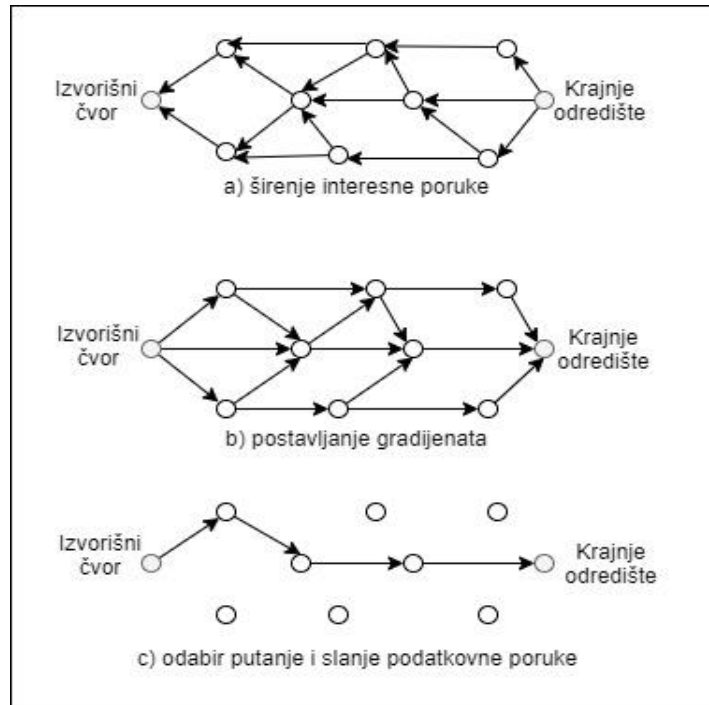 Izvorišni
čvor
Krajnje
odredište
a) širenje interesne poruke
Izvorišni
čvor
Krajnje
odredište
b) postavljanje gradijenata
Izvorišni
čvor
Krajnje
odredište
c) odabir putanje i slanje podatkovne poruke